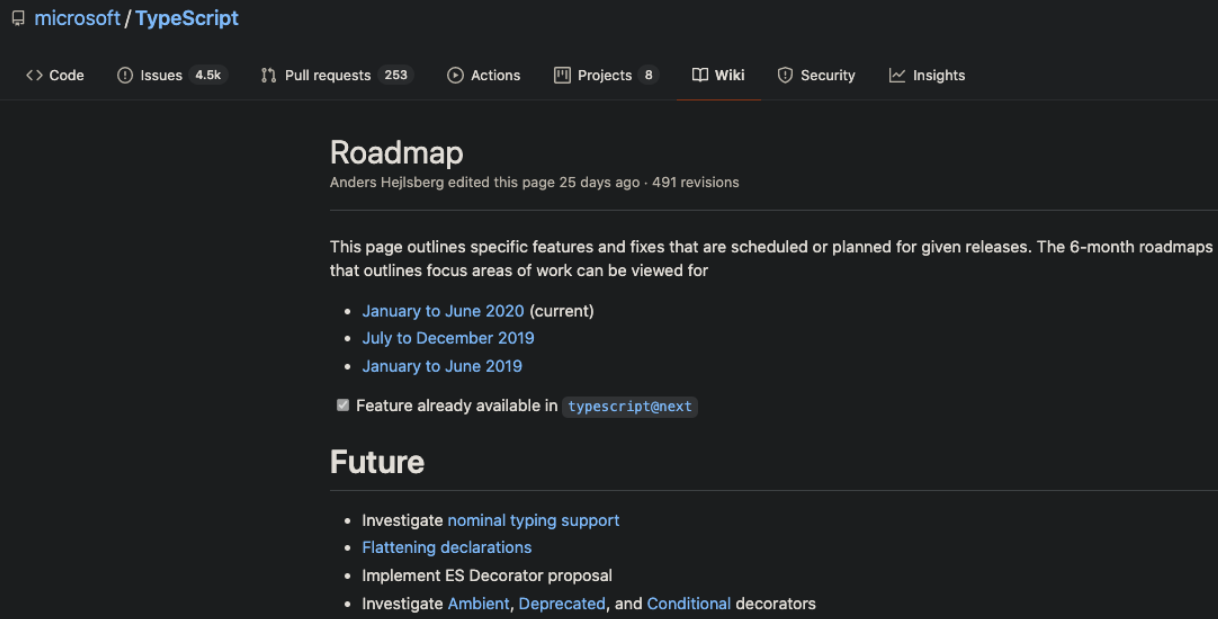 microsoft / TypeScript
Code Issues 4.5k Pull requests 253 Actions Projects 8 Wiki Security Insights
Roadmap
Anders Hejlsberg edited this page 25 days ago · 491 revisions
This page outlines specific features and fixes that are scheduled or planned for given releases. The 6-month roadmaps
that outlines focus areas of work can be viewed for
• January to June 2020 (current)
• July to December 2019
• January to June 2019
Feature already available in typescript@next
Future
• Investigate nominal typing support
• Flattening declarations
• Implement ES Decorator proposal
• Investigate Ambient, Deprecated, and Conditional decorators